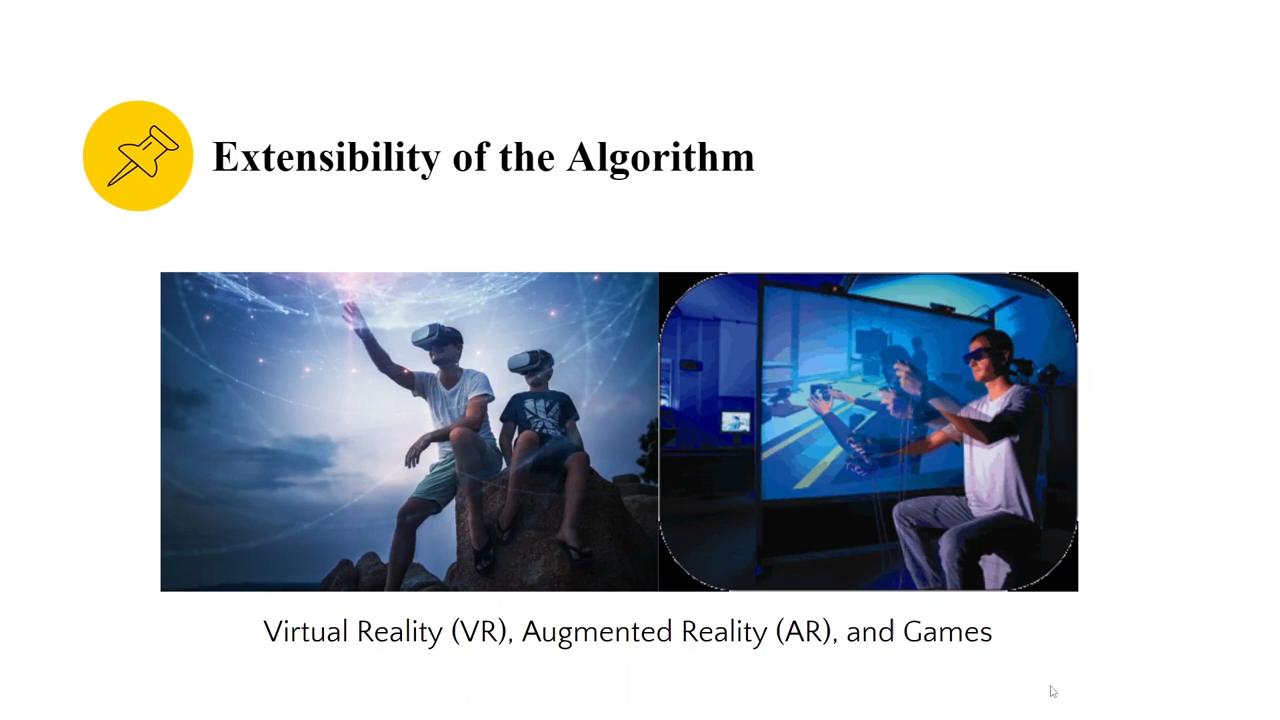 Extensibility of the Algorithm
Virtual Reality (VR), Augmented Reality (AR), and Games